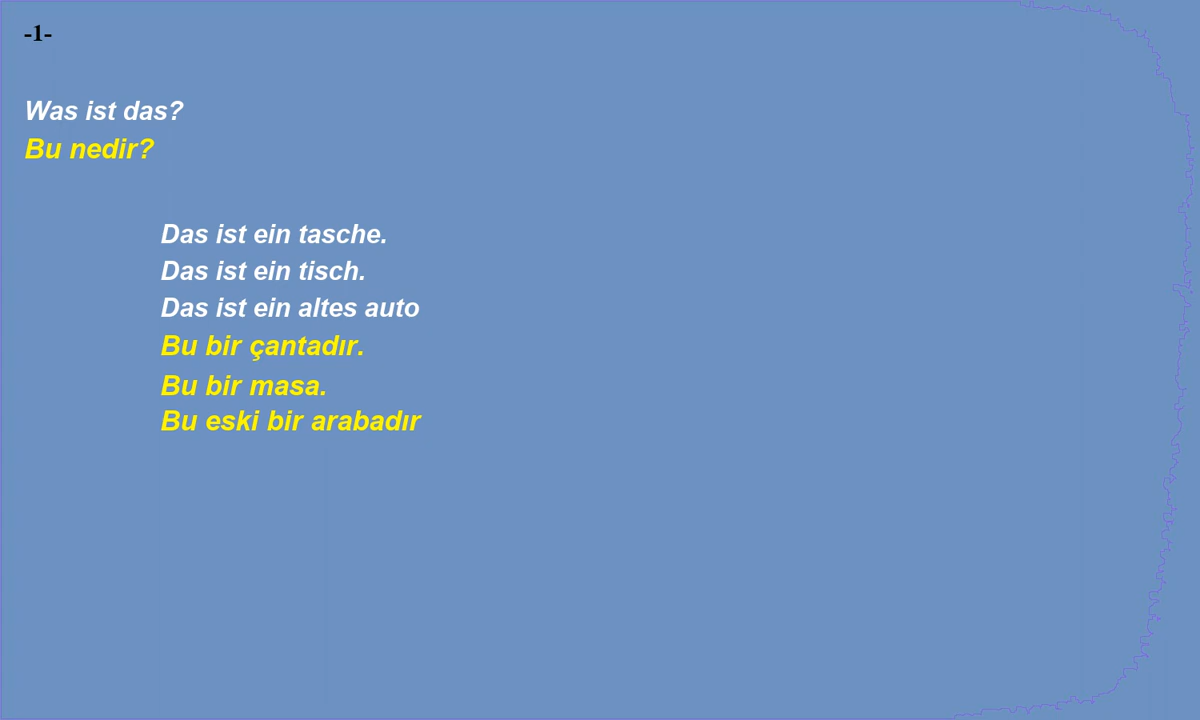 -1-
Was ist das?
Bu nedir?
Das ist ein tasche.
Das ist ein tisch.
Das ist ein altes auto
Bu bir çantadır.
Bu bir masa.
Bu eski bir arabadır